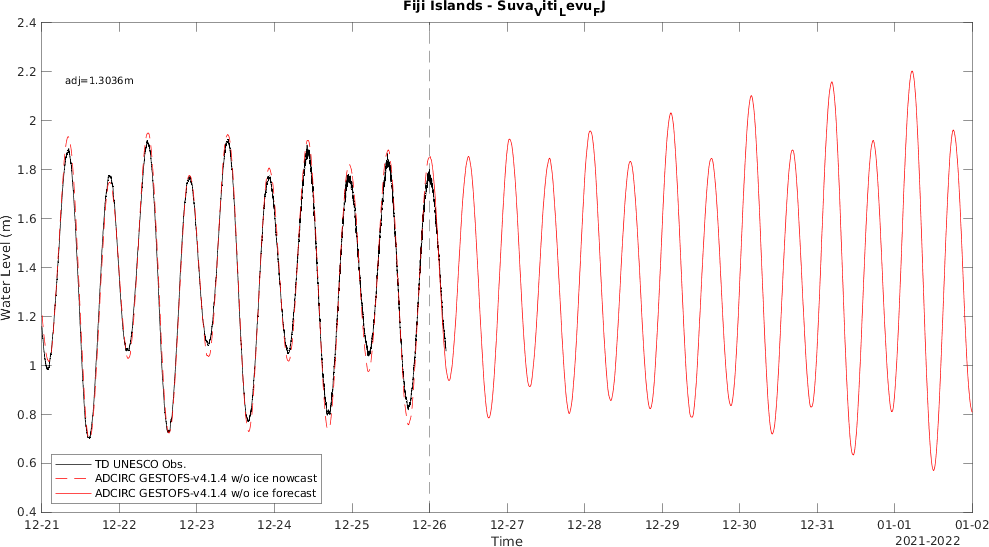 Fiji Islands - SuvaVitiLevuFJ
2.4
2.2
2
1.8
1.6
1.4
1.2
1
0.8
0.6
0.4
Water Level (m)
adj=1.3036m
TD UNESCO Obs.
ADCIRC GESTOFS-v4.1.4 w/o ice nowcast
ADCIRC GESTOFS-v4.1.4 w/o ice forecast
12-21 12-22 12-23 12-24 12-25 12-26 12-27 12-28 12-29 12-30 12-31 01-01 01-02
Time
2021-2022